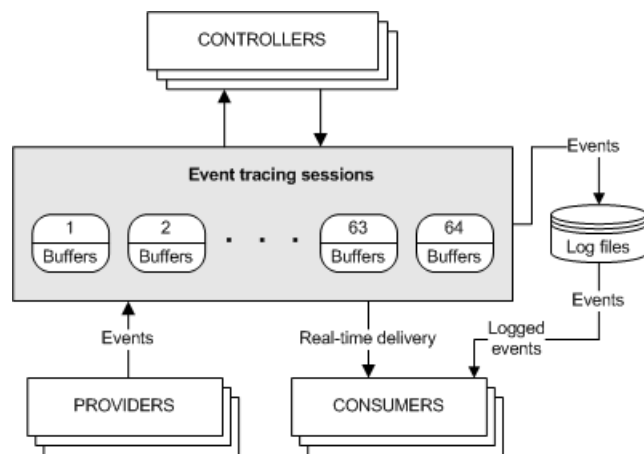 CONTROLLERS
Event tracing sessions
Events
1
Buffers
2
Buffers
. . .
63
Buffers
64
Buffers
Log files
Events
Events
Real-time delivery
Logged
events
PROVIDERS
CONSUMERS